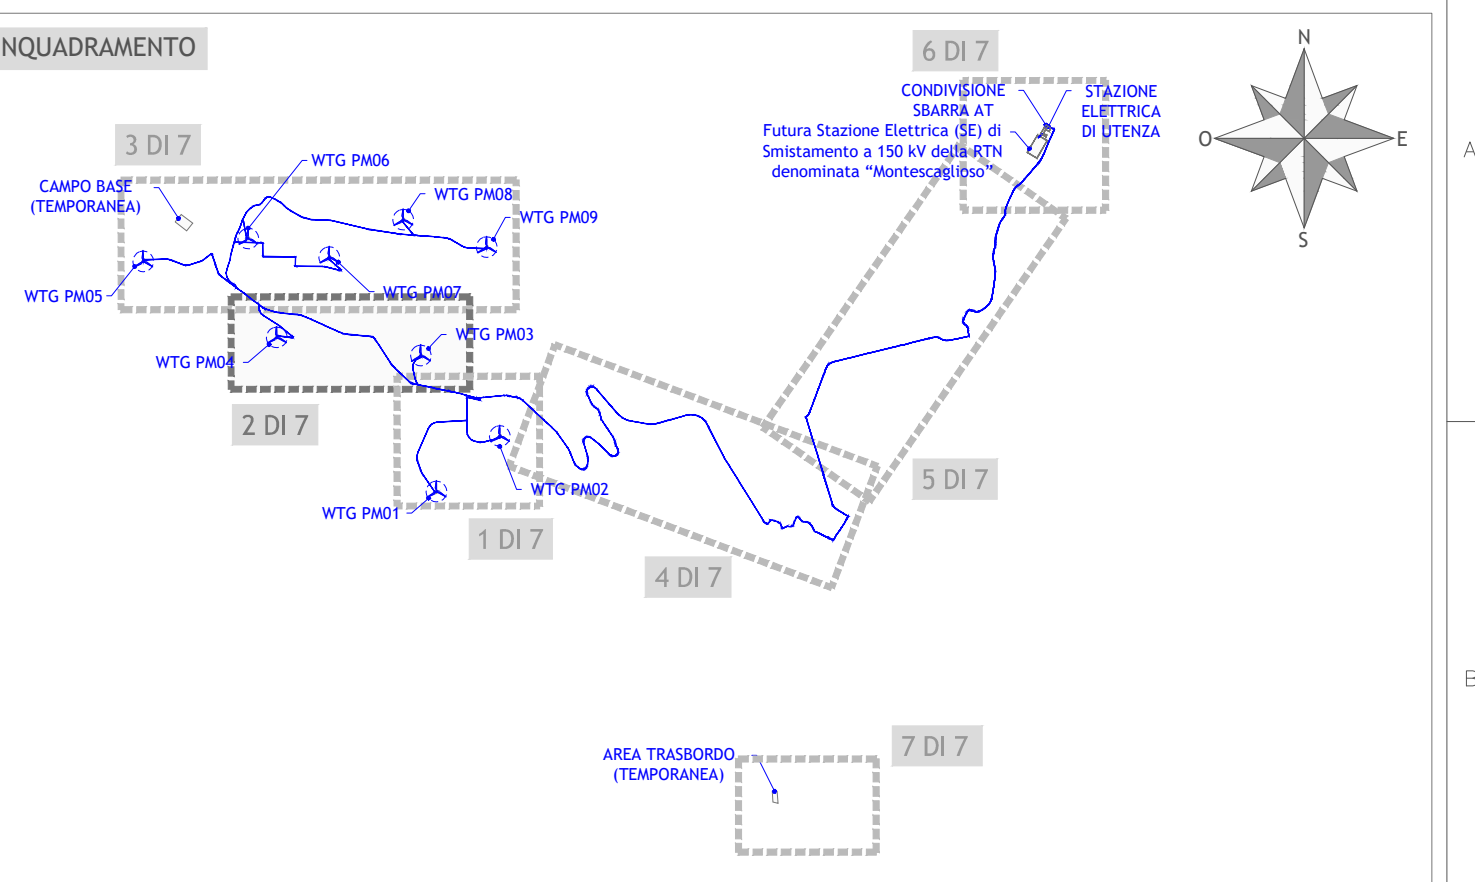 NQUADRAMENTO
6 DI 7
N
CONDIVISIONE
SBARRA AT
STAZIONE
ELETTRICA
DI UTENZA
Futura Stazione Elettrica (SE) di
Smistamento a 150 kV della RTN
denominata “Montescaglioso”
O
E
S
A
3 DI 7
WTG PM06
CAMPO BASE
(TEMPORANEA)
WTG PM08
WTG PM09
WTG PM05
WTG PM07
WTG PM03
WTG PM04
2 DI 7
5 DI 7
WTG PM02
WTG PM01
1 DI 7
4 DI 7
B
7 DI 7
AREA TRASBORDO
(TEMPORANEA)